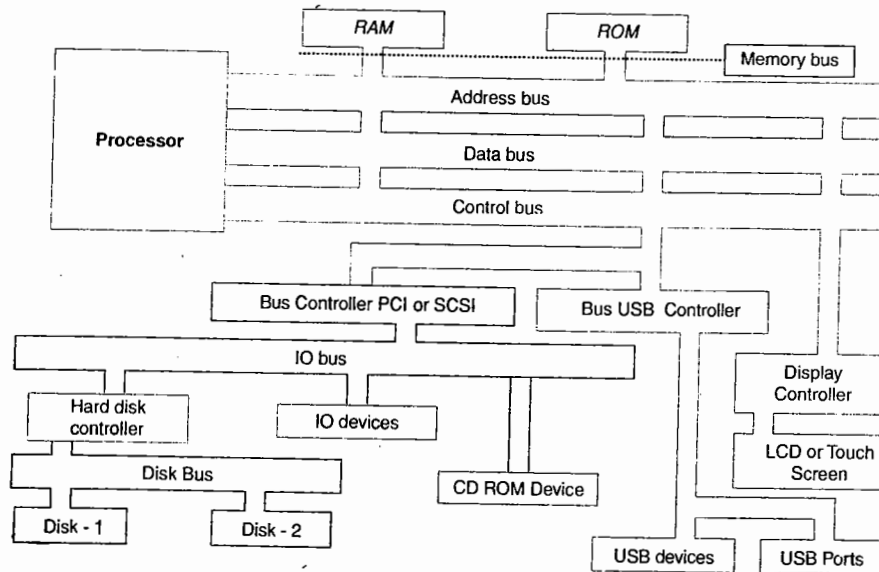 RAM
ROM
Memory bus
Address bus
Processor
Data bus
Control bus
Bus Controller PCI or SCSI
Bus USB Controller
IO bus
Display
Controller
Hard disk
controller
IO devices
LCD or Touch
Screen
Disk Bus
CD ROM Device
Disk - 1
Disk - 2
USB devices
USB Ports